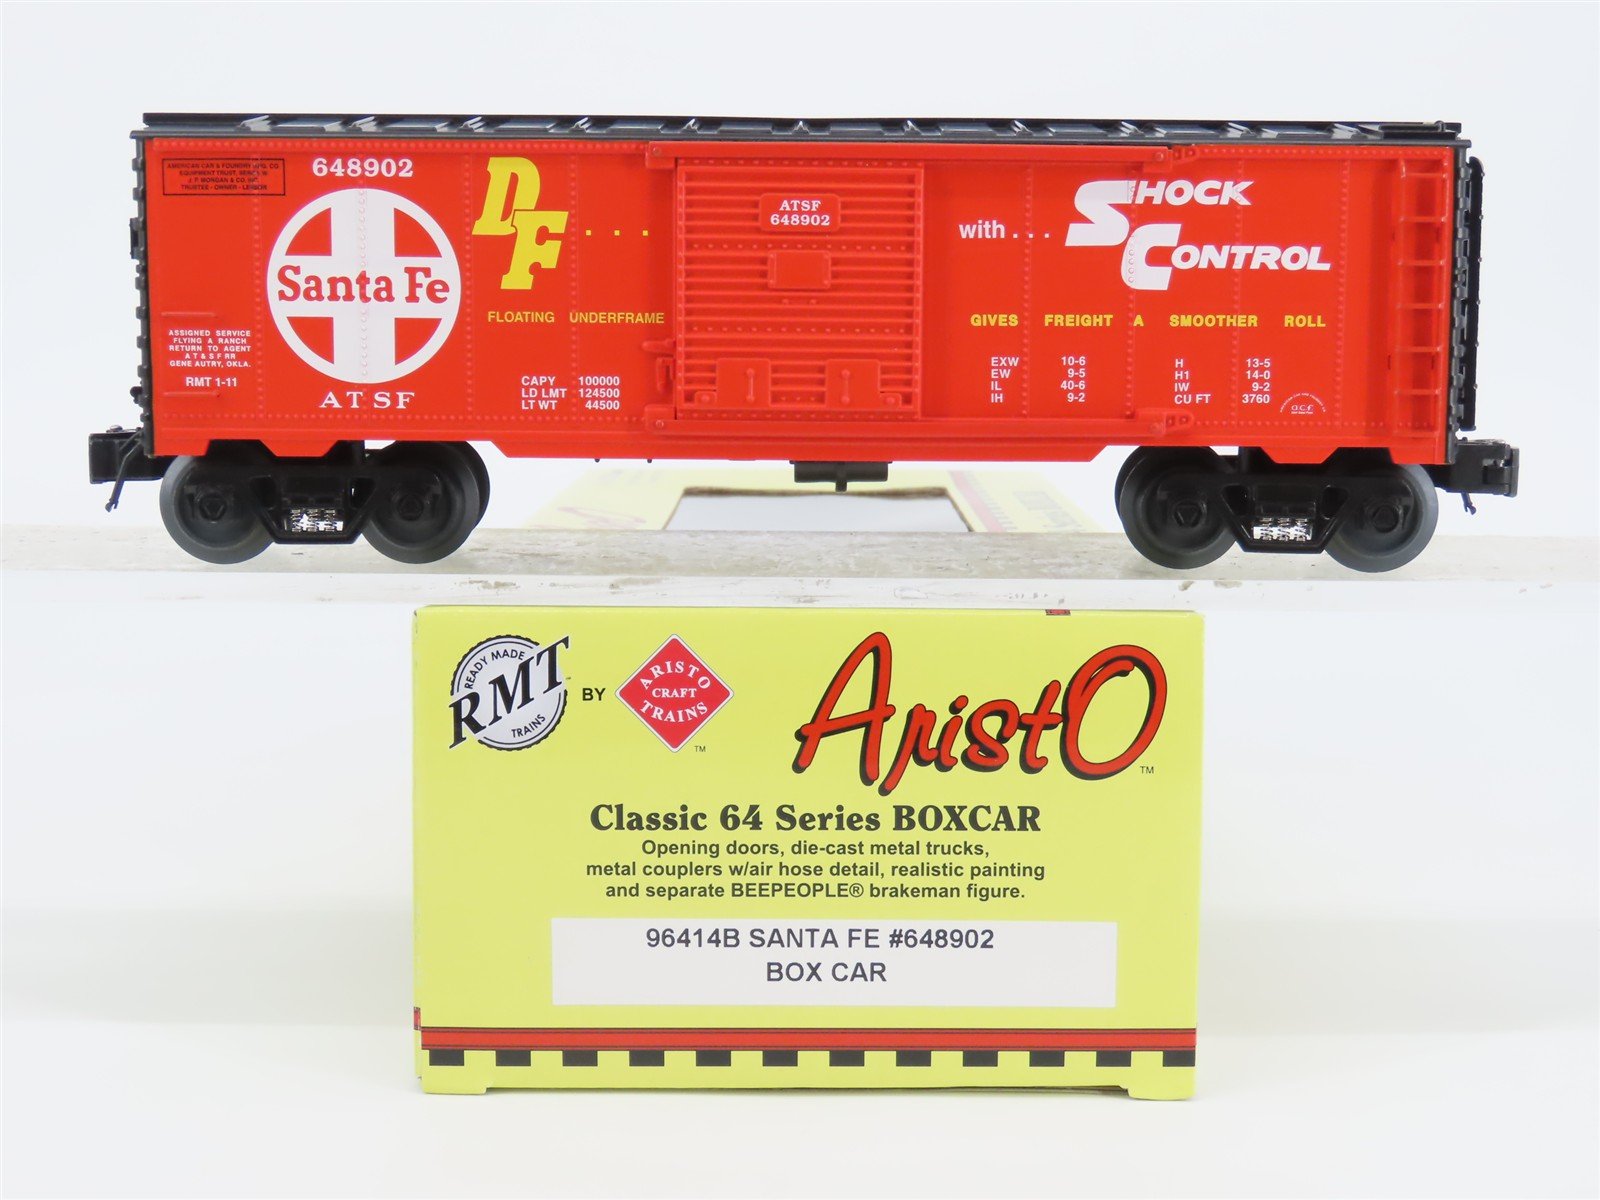 AMERICAN CAR & FOUNDRY MFG. CO
EQUIPMENT TRUST, SERIES W
J. P. MORGAN & CO. INC.
TRUSTEE - OWNER - LESSOR
648902
Santa Fe
ATSF
ASSIGNED SERVICE
FLYING A RANCH
RETURN TO AGENT
A T & S F RR
GENE AUTRY, OKLA.
RMT 1-11
DF . . .
FLOATING UNDERFRAME
CAPY 100000
LD LMT 124500
LT WT 44500
ATSF
648902
with . . . SHOCK
CONTROL
GIVES FREIGHT A SMOOTHER ROLL
EXW 10-6
EW 9-5
IL 40-6
IH 9-2
H 13-5
H1 14-0
IW 9-2
CU FT 3760
a.c.f.
READY MADE
RMT
TRAINS
BY
ARISTO
CRAFT
TRAINS
TM
AristO
TM
Classic 64 Series BOXCAR
Opening doors, die-cast metal trucks,
metal couplers w/air hose detail, realistic painting
and separate BEEPEOPLE® brakeman figure.
96414B SANTA FE #648902
BOX CAR